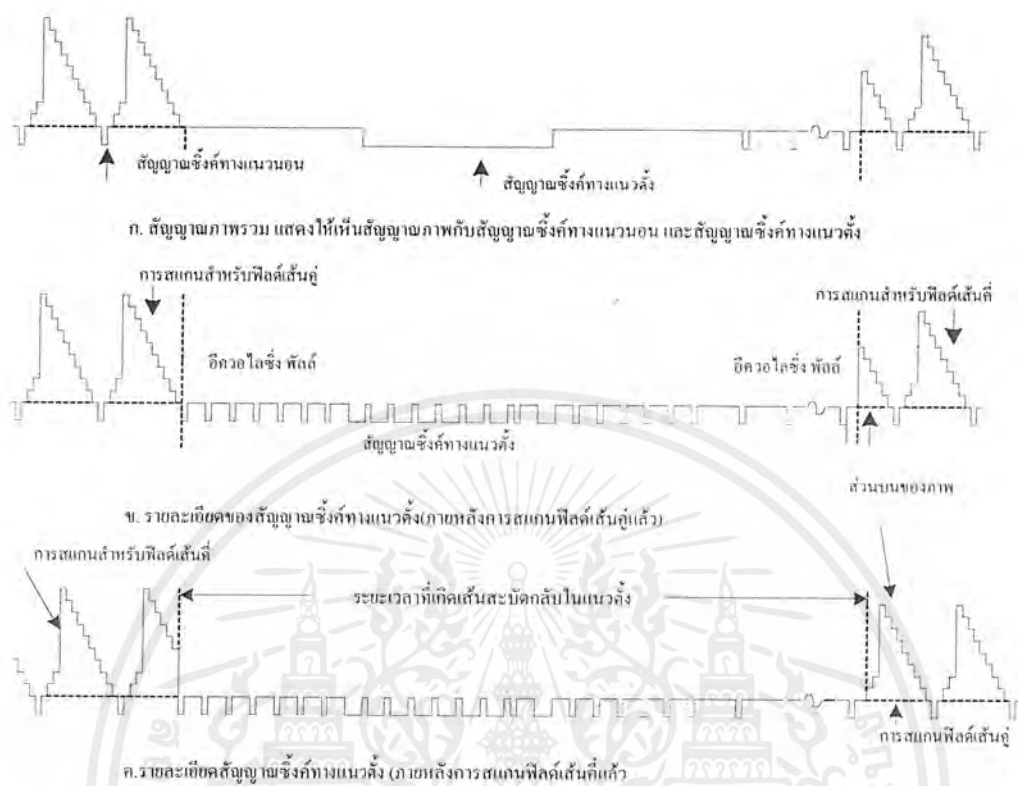 สัญญาณซิ้งค์ทางแนวนอน
สัญญาณซิ้งค์ทางแนวดิ่ง
ก. สัญญาณภาพรวม แสดงให้เห็นสัญญาณภาพกับสัญญาณซิ้งค์ทางแนวนอน และสัญญาณซิ้งค์ทางแนวดิ่ง
การสแกนสำหรับฟิลด์เส้นคู่
การสแกนสำหรับฟิลด์เส้นคี่
อีควอไลซิ่ง พัลส์
อีควอไลซิ่ง พัลส์
สัญญาณซิ้งค์ทางแนวดิ่ง
ส่วนบนของภาพ
ข. รายละเอียดของสัญญาณซิ้งค์ทางแนวดิ่ง(ภายหลังการสแกนฟิลด์เส้นคู่แล้ว)
การสแกนสำหรับฟิลด์เส้นคี่
ระยะเวลาที่เกิดเส้นสะบัดกลับในแนวดิ่ง
การสแกนฟิลด์เส้นคู่
ค.รายละเอียดสัญญาณซิ้งค์ทางแนวดิ่ง (ภายหลังการสแกนฟิลด์เส้นคี่แล้ว